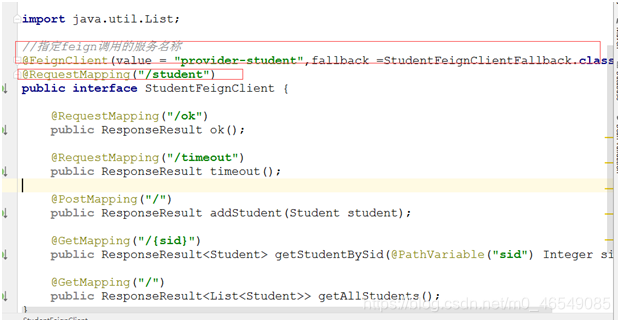 import java.util.List;
//指定feign调用的服务名称
@FeignClient(value = "provider-student",fallback =StudentFeignClientFallback.class
@RequestMapping("/student")
public interface StudentFeignClient {
@RequestMapping("/ok")
public ResponseResult ok();
@RequestMapping("/timeout")
public ResponseResult timeout();
@PostMapping("/")
public ResponseResult addStudent(Student student);
@GetMapping("/{sid}")
public ResponseResult<Student> getStudentBySid(@PathVariable("sid") Integer si
@GetMapping("/")
public ResponseResult<List<Student>> getAllStudents();
}
https://blog.csdn.net/m0_46549085
StudentFeignClient